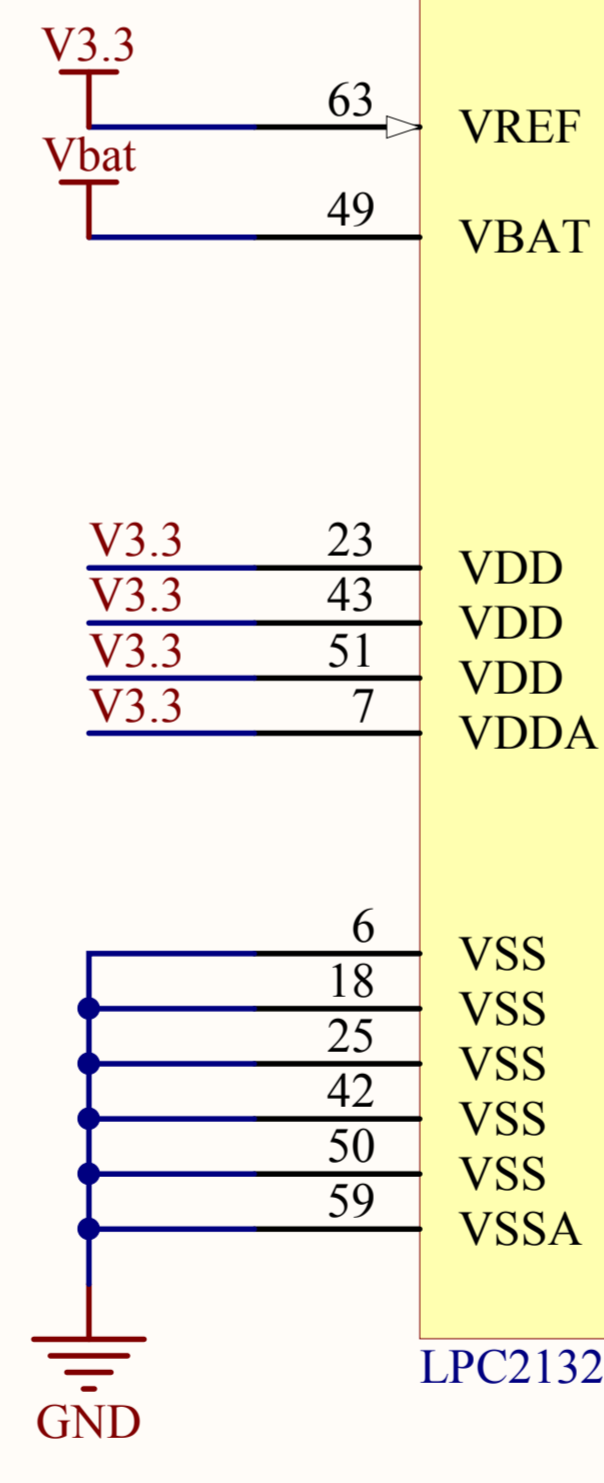 V3.3
63 VREF
Vbat
49 VBAT
V3.3 23 VDD
V3.3 43 VDD
V3.3 51 VDD
V3.3 7 VDDA
6 VSS
18 VSS
25 VSS
42 VSS
50 VSS
59 VSSA
LPC2132
GND